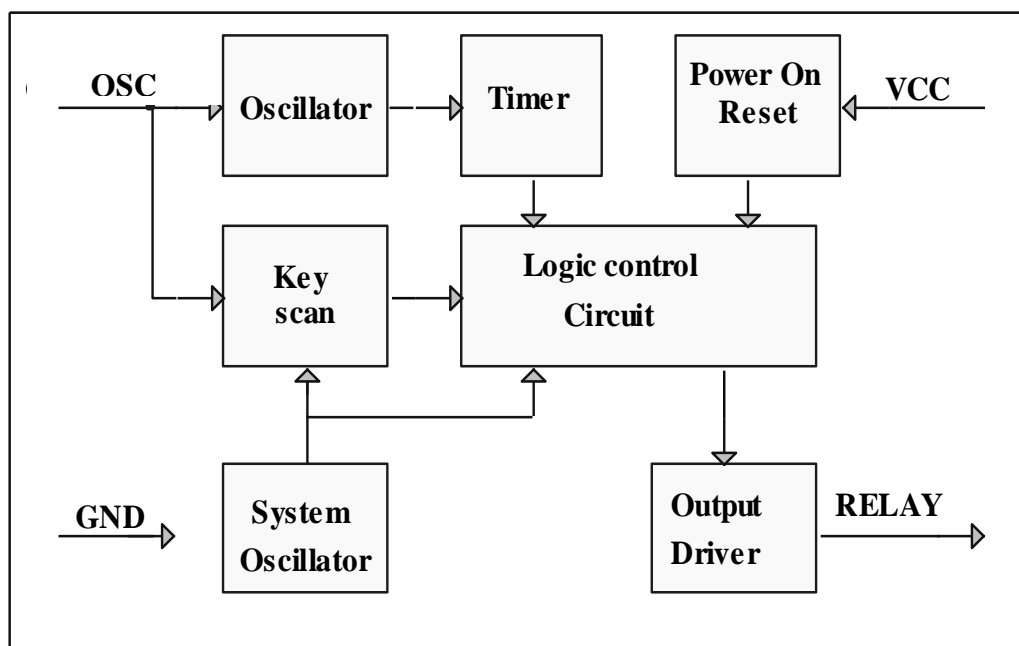 OSC
Oscillator
Timer
Power On
Reset
VCC
Key
scan
Logic control
Circuit
GND
System
Oscillator
Output
Driver
RELAY